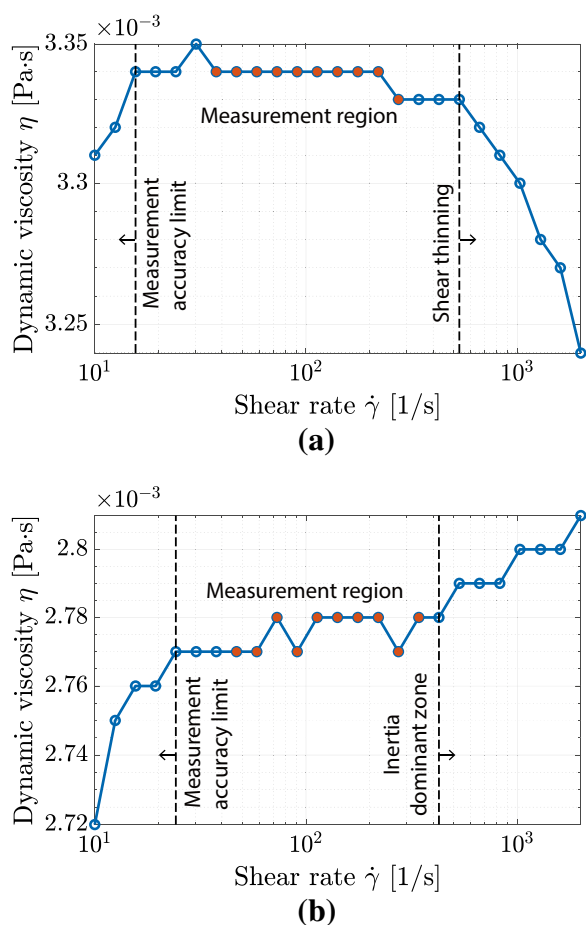 ×10⁻³
Dynamic viscosity η [Pa·s]
3.35
3.3
3.25
Measurement region
Measurement
accuracy limit
Shear thinning
10¹
10²
10³
Shear rate γ̇ [1/s]
(a)
×10⁻³
Dynamic viscosity η [Pa·s]
2.8
2.78
2.76
2.74
2.72
Measurement region
Measurement
accuracy limit
Inertia
dominant zone
10¹
10²
10³
Shear rate γ̇ [1/s]
(b)